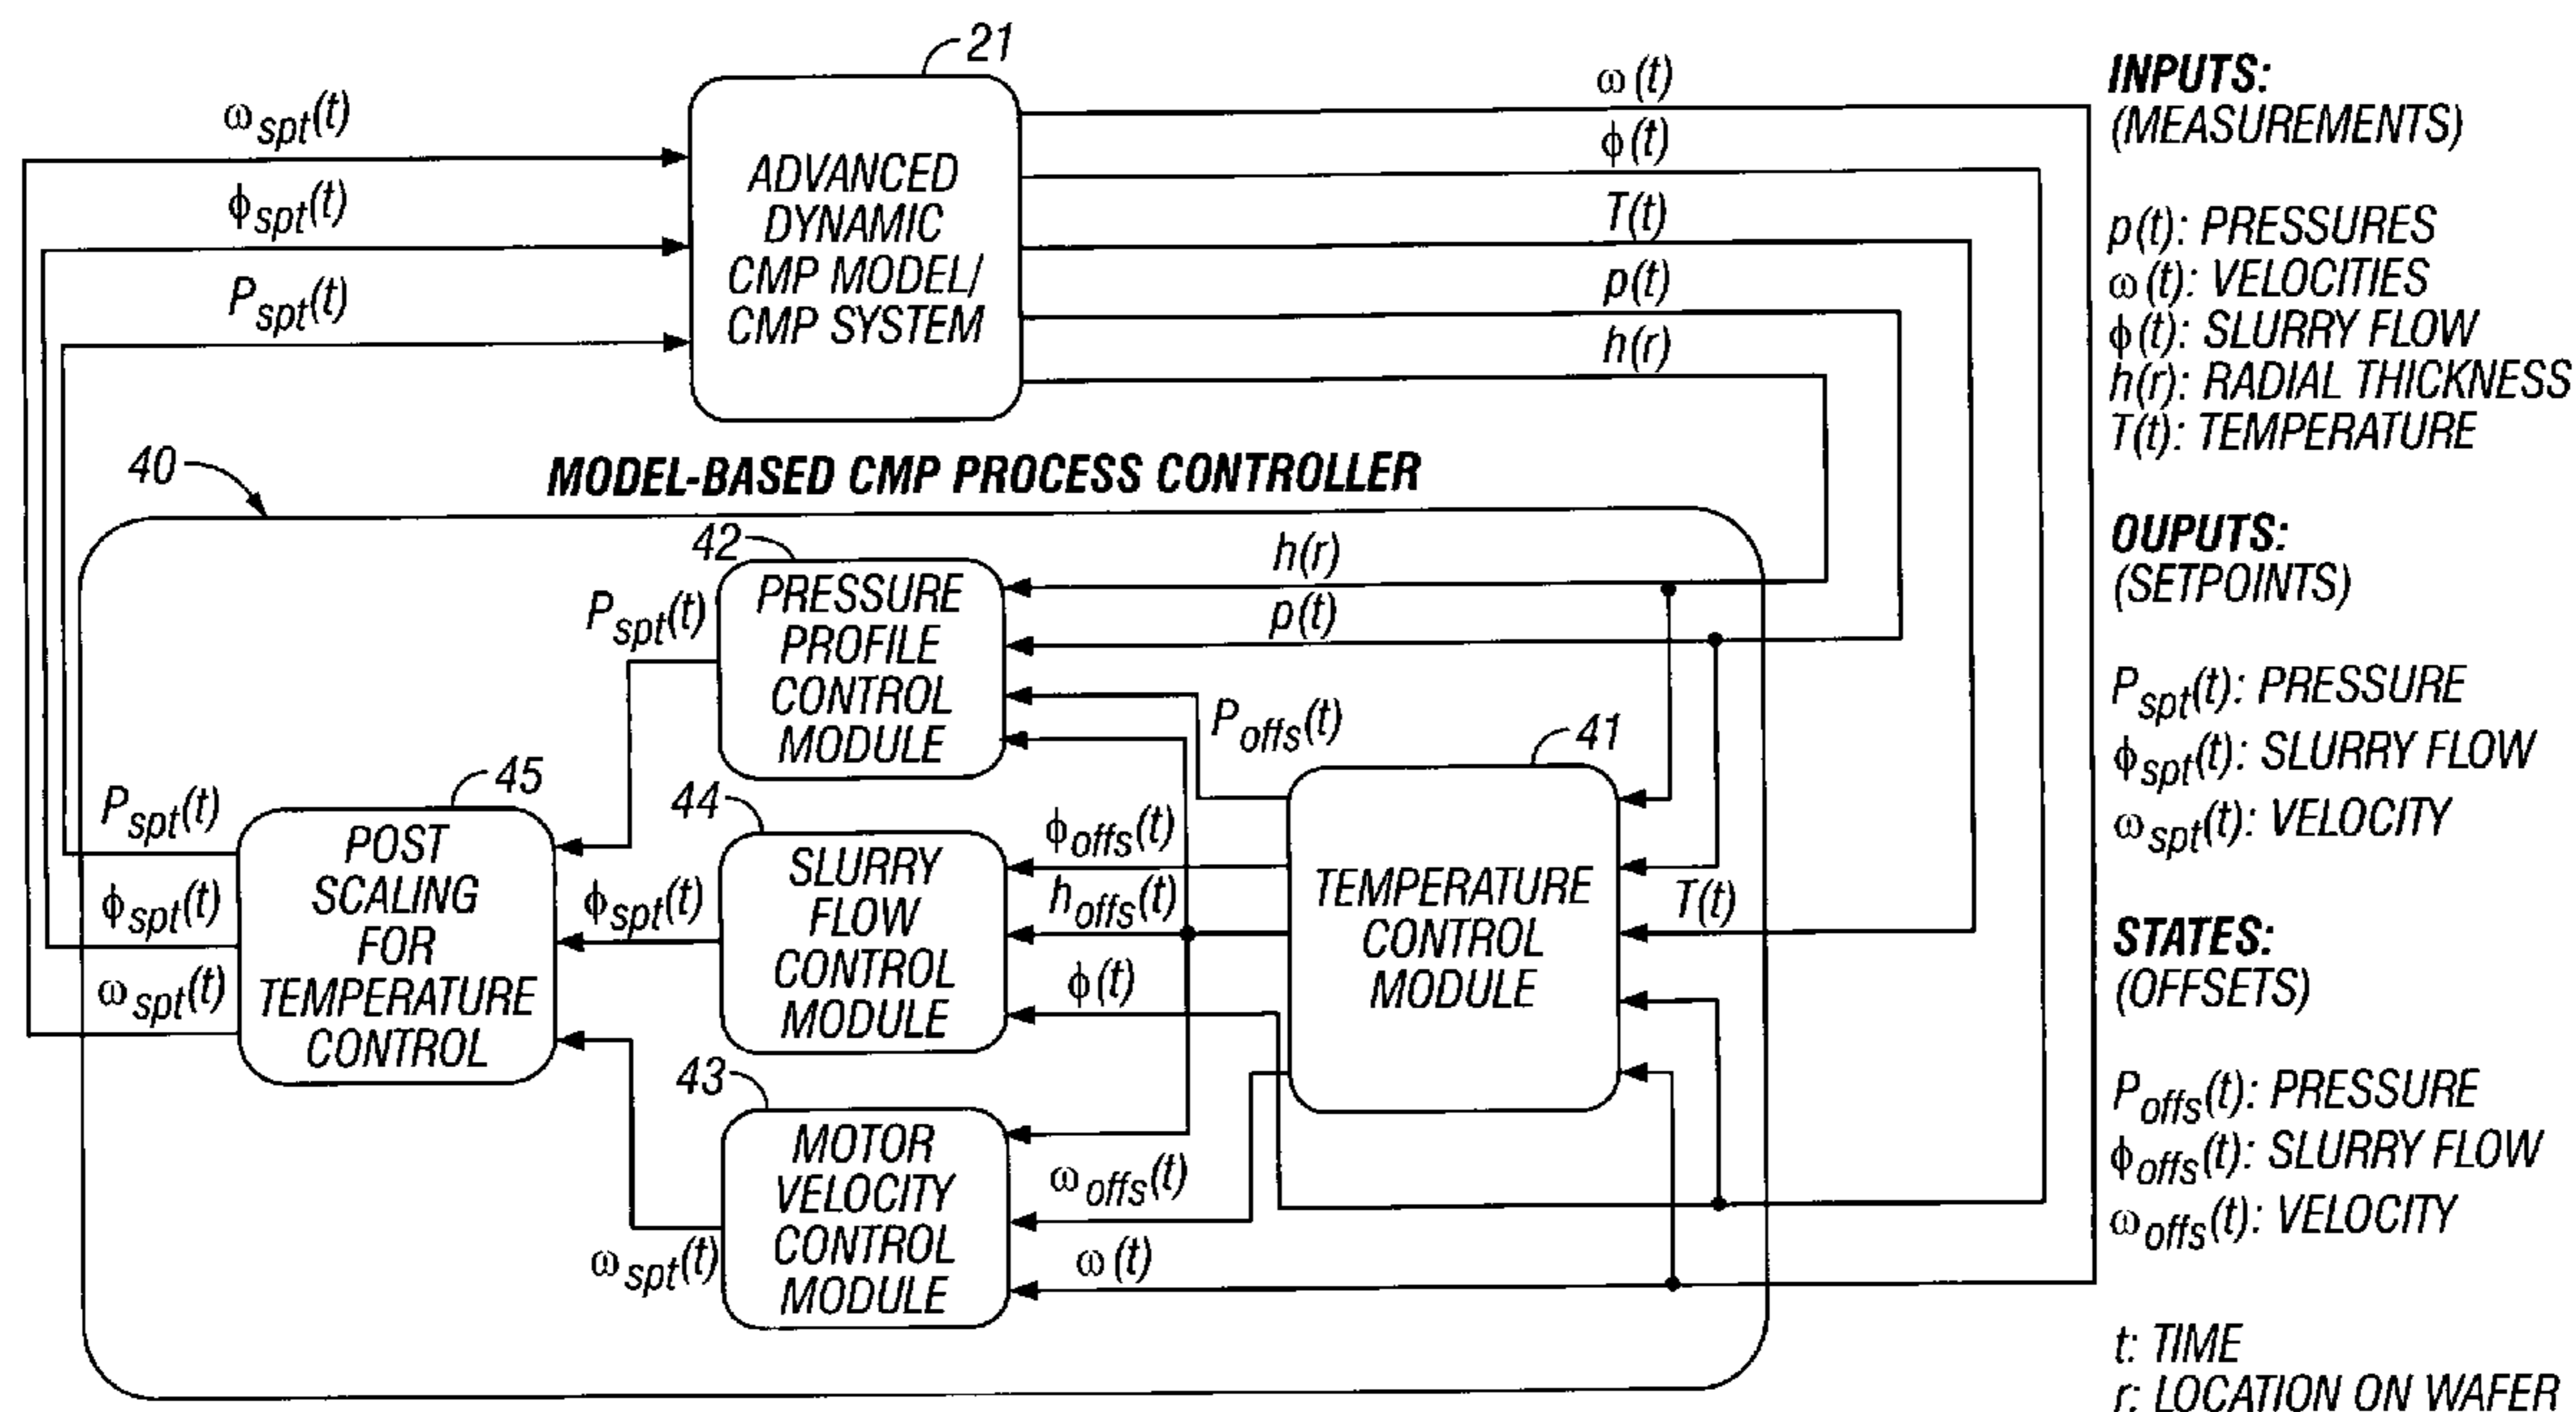 21
ω(t)
ω_spt(t)
ϕ(t)
ϕ_spt(t)
T(t)
P_spt(t)
p(t)
h(r)
ADVANCED
DYNAMIC
CMP MODEL/
CMP SYSTEM
40
MODEL-BASED CMP PROCESS CONTROLLER
42
PRESSURE
PROFILE
CONTROL
MODULE
h(r)
p(t)
P_spt(t)
P_offs(t)
41
TEMPERATURE
CONTROL
MODULE
T(t)
45
POST
SCALING
FOR
TEMPERATURE
CONTROL
P_spt(t)
ϕ_spt(t)
ω_spt(t)
44
SLURRY
FLOW
CONTROL
MODULE
ϕ_spt(t)
ϕ_offs(t)
h_offs(t)
ϕ(t)
43
MOTOR
VELOCITY
CONTROL
MODULE
ω_spt(t)
ω_offs(t)
ω(t)
INPUTS:
(MEASUREMENTS)
p(t): PRESSURES
ω(t): VELOCITIES
ϕ(t): SLURRY FLOW
h(r): RADIAL THICKNESS
T(t): TEMPERATURE
OUPUTS:
(SETPOINTS)
P_spt(t): PRESSURE
ϕ_spt(t): SLURRY FLOW
ω_spt(t): VELOCITY
STATES:
(OFFSETS)
P_offs(t): PRESSURE
ϕ_offs(t): SLURRY FLOW
ω_offs(t): VELOCITY
t: TIME
r: LOCATION ON WAFER